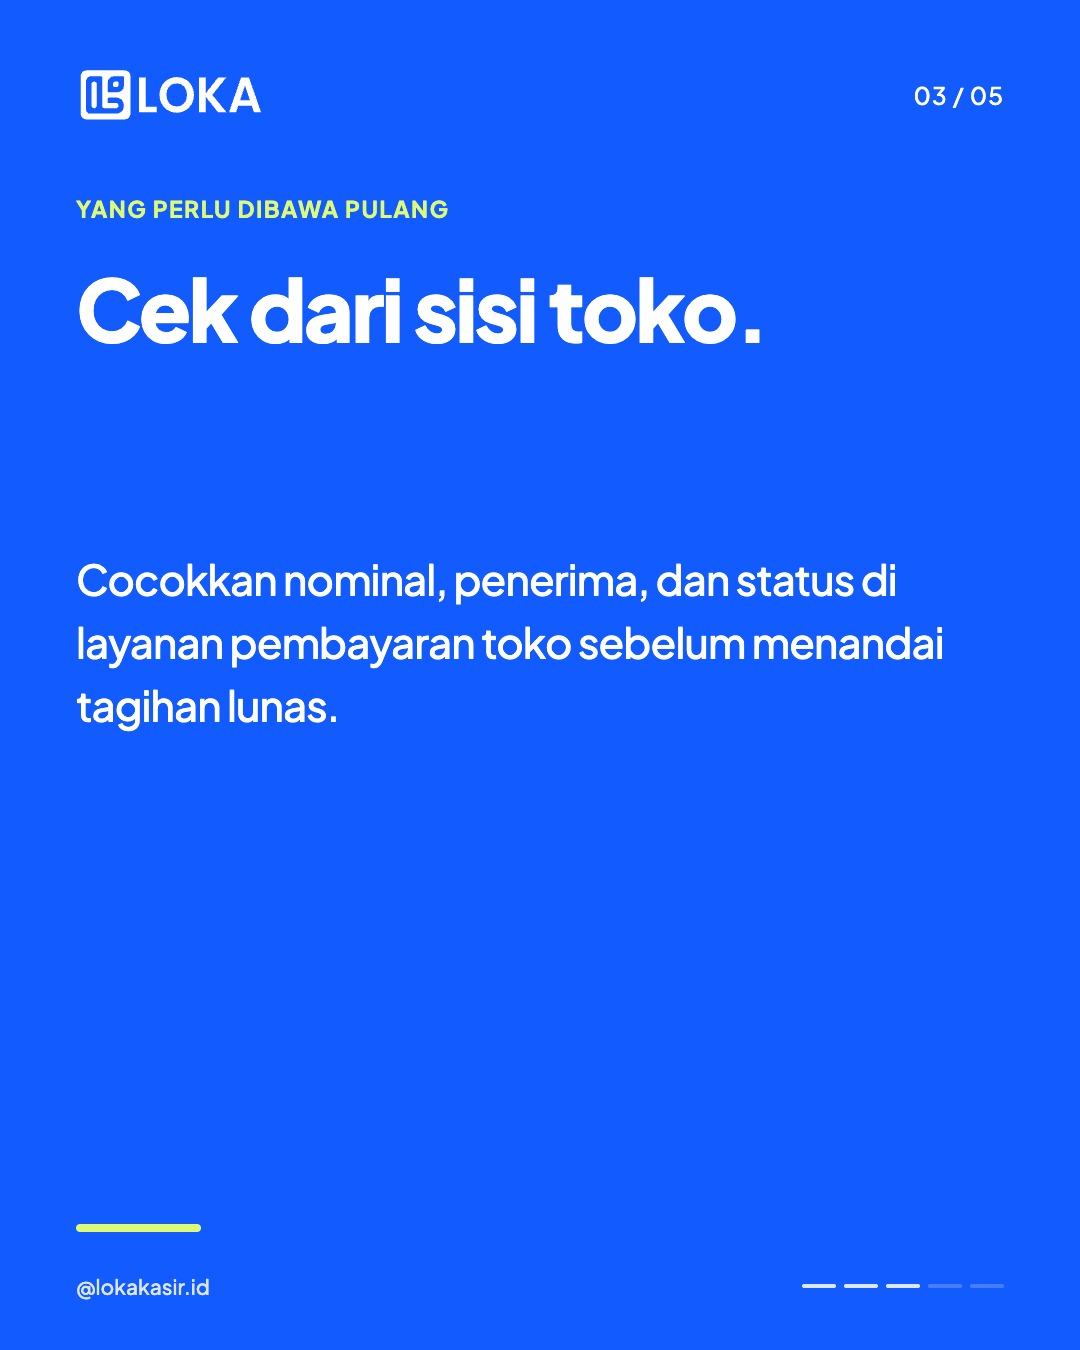 LOKA
03 / 05
YANG PERLU DIBAWA PULANG
Cek dari sisi toko.
Cocokkan nominal, penerima, dan status di
layanan pembayaran toko sebelum menandai
tagihan lunas.
@lokakasir.id